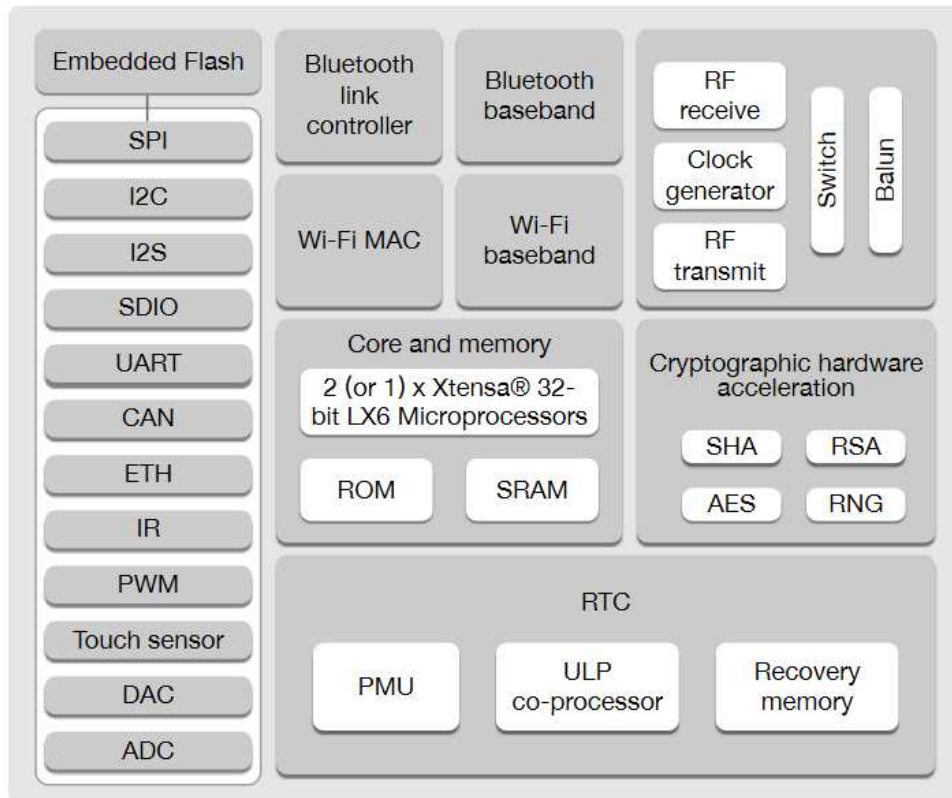 Embedded Flash
SPI
I2C
I2S
SDIO
UART
CAN
ETH
IR
PWM
Touch sensor
DAC
ADC
Bluetooth
link
controller
Bluetooth
baseband
Wi-Fi MAC
Wi-Fi
baseband
RF
receive
Clock
generator
RF
transmit
Switch
Balun
Core and memory
2 (or 1) x Xtensa® 32-
bit LX6 Microprocessors
ROM
SRAM
Cryptographic hardware
acceleration
SHA
RSA
AES
RNG
RTC
PMU
ULP
co-processor
Recovery
memory